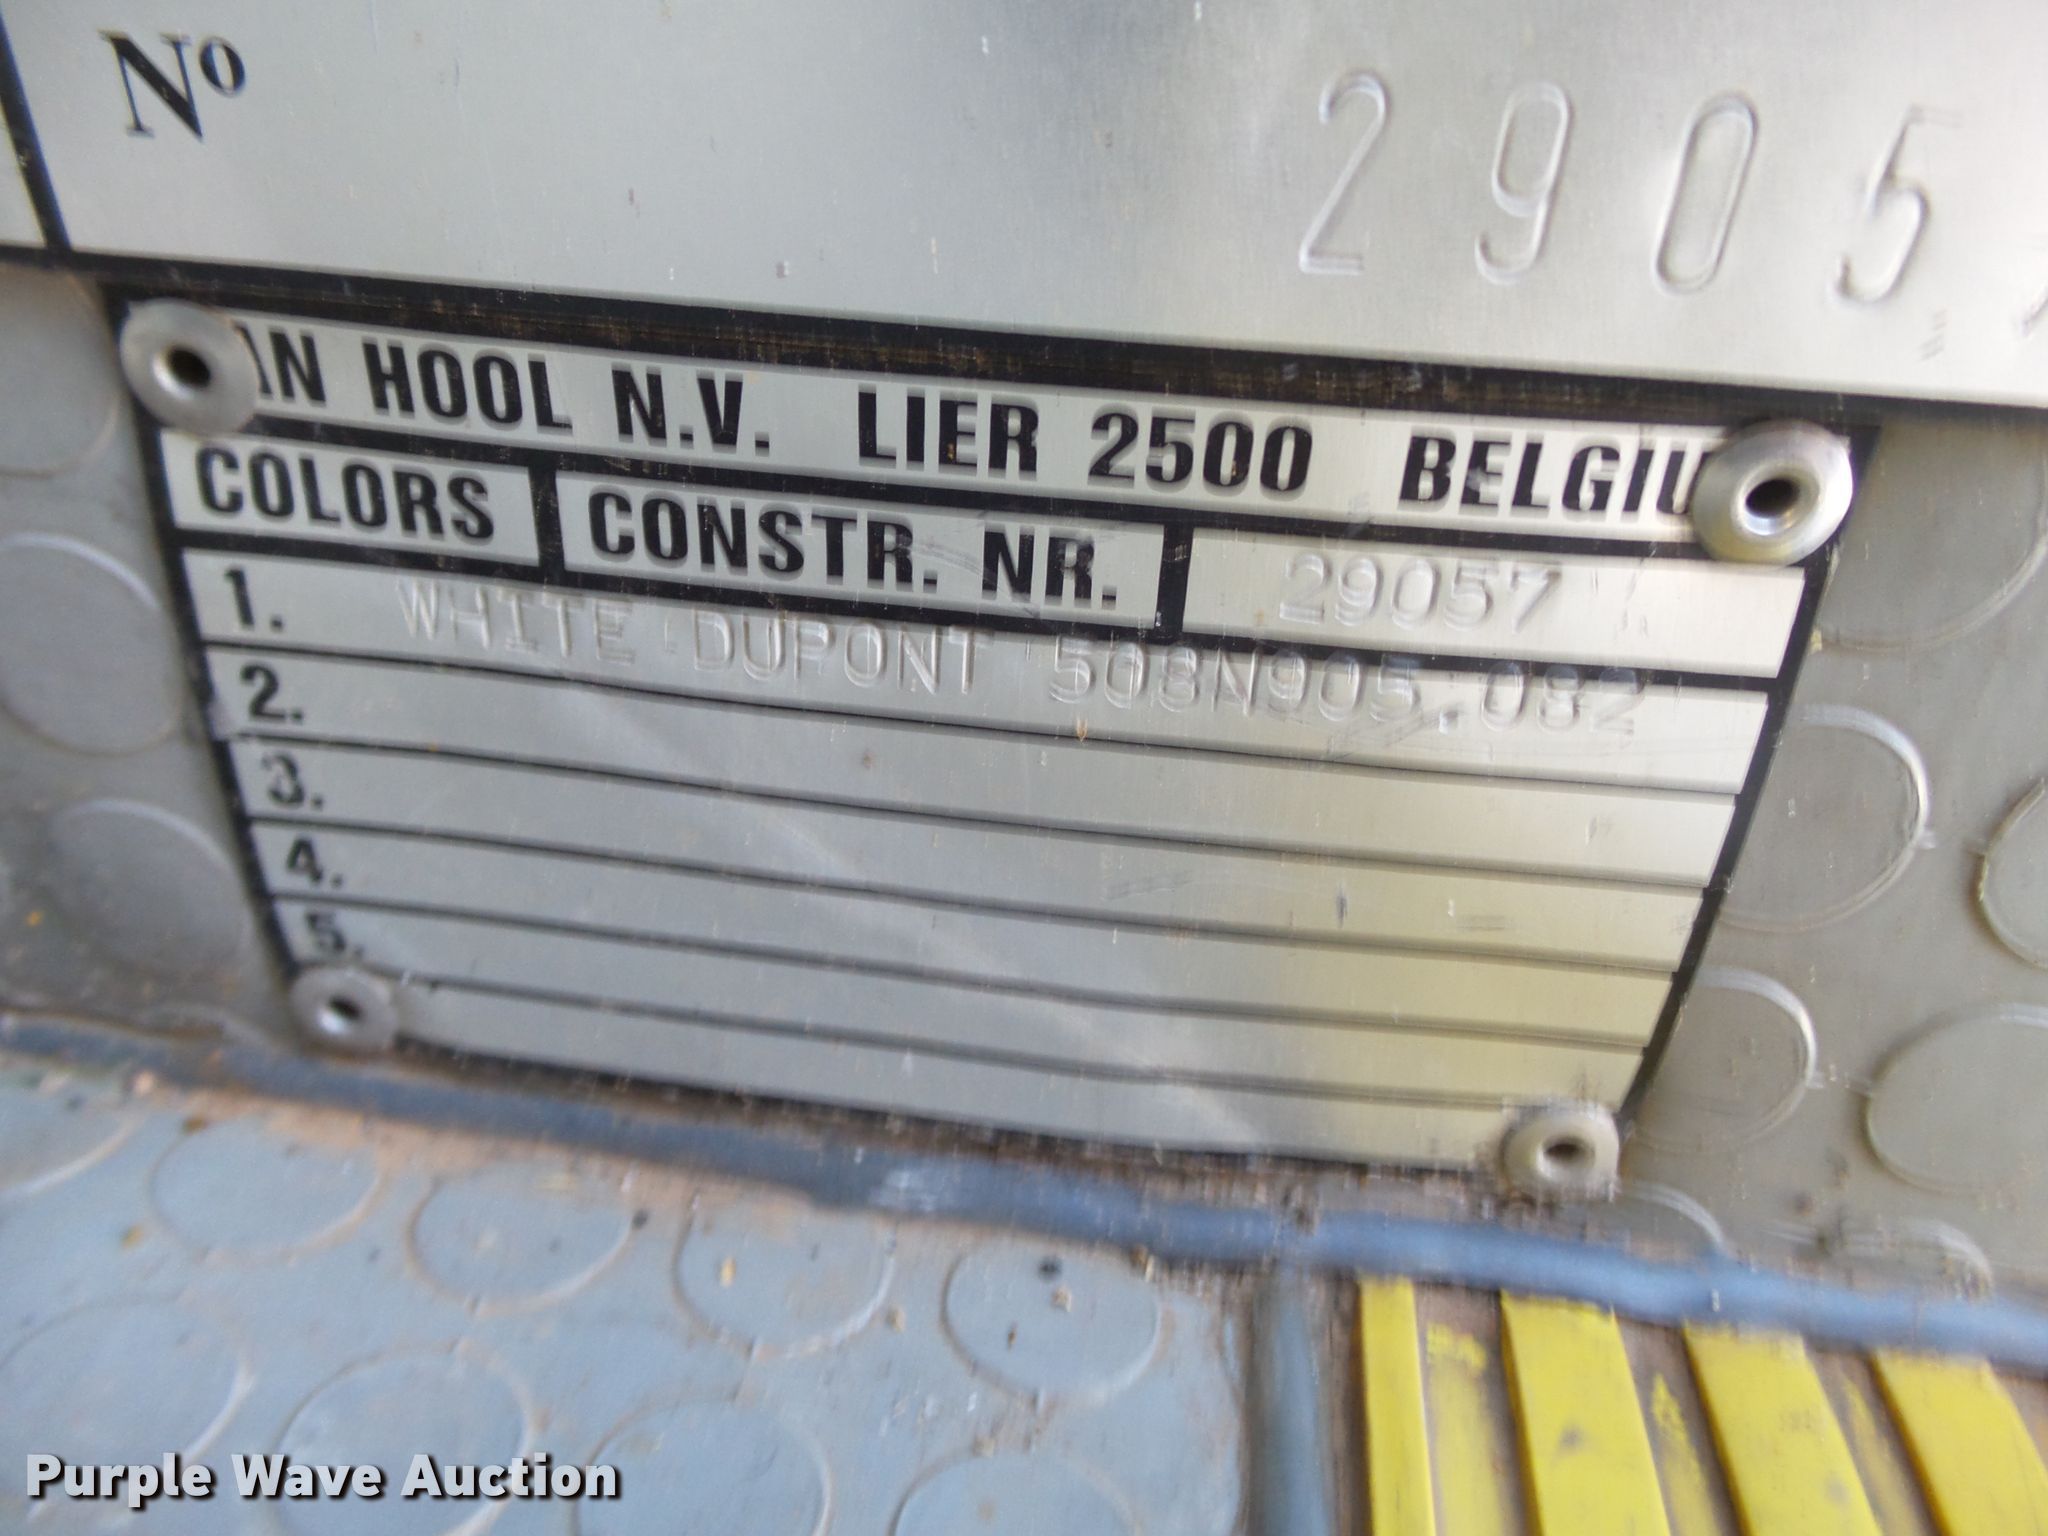 Nº 2905
AN HOOL N.V. LIER 2500 BELGIU
COLORS CONSTR. NR. 29057
1. WHITE DUPONT 508N905.082
2.
3.
4.
5.
Purple Wave Auction